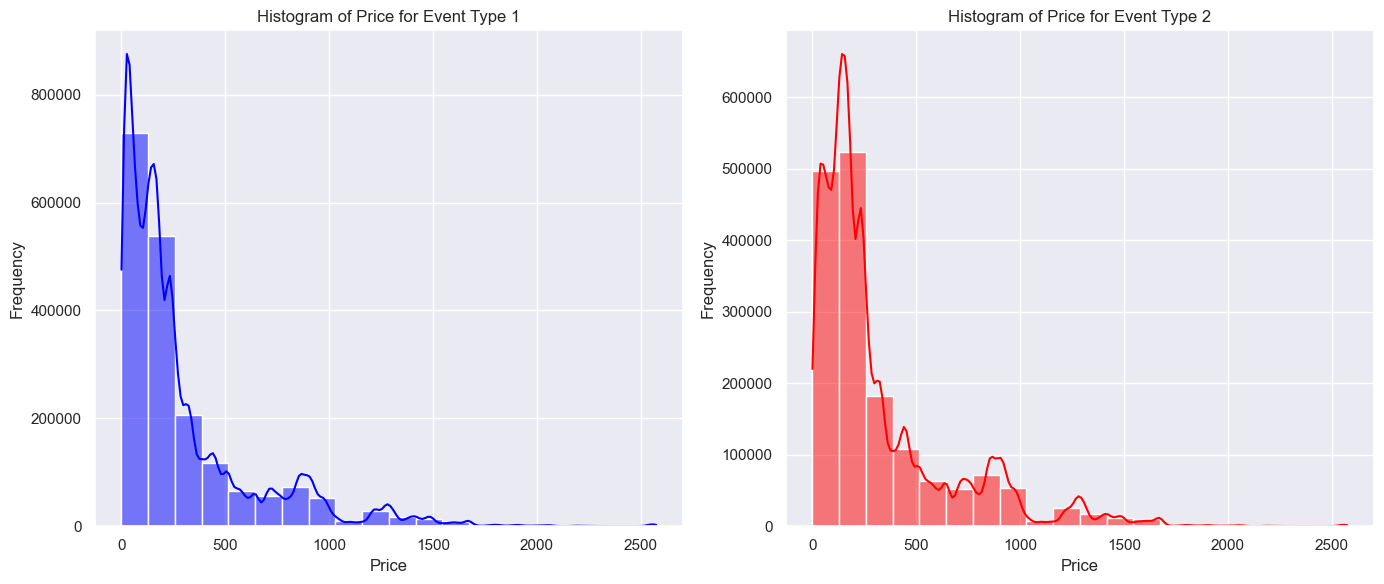 Histogram of Price for Event Type 1
Frequency
800000
600000
400000
200000
0
0 500 1000 1500 2000 2500
Price
Histogram of Price for Event Type 2
Frequency
600000
500000
400000
300000
200000
100000
0
0 500 1000 1500 2000 2500
Price